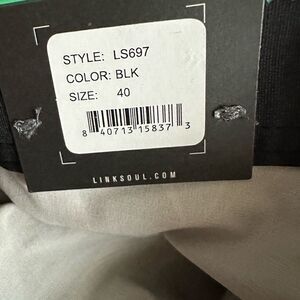 STYLE: LS697
COLOR: BLK
SIZE: 40
8 40713 15837 3
LINKSOUL.COM